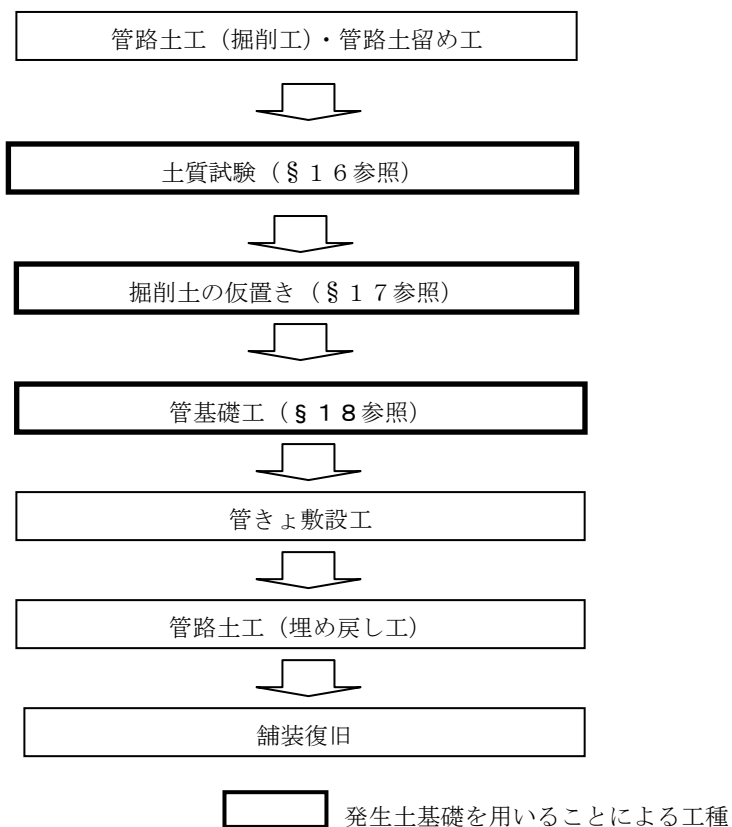 管路土工（掘削工）・管路土留め工
土質試験（§１６参照）
掘削土の仮置き（§１７参照）
管基礎工（§１８参照）
管きょ敷設工
管路土工（埋め戻し工）
舗装復旧
発生土基礎を用いることによる工種